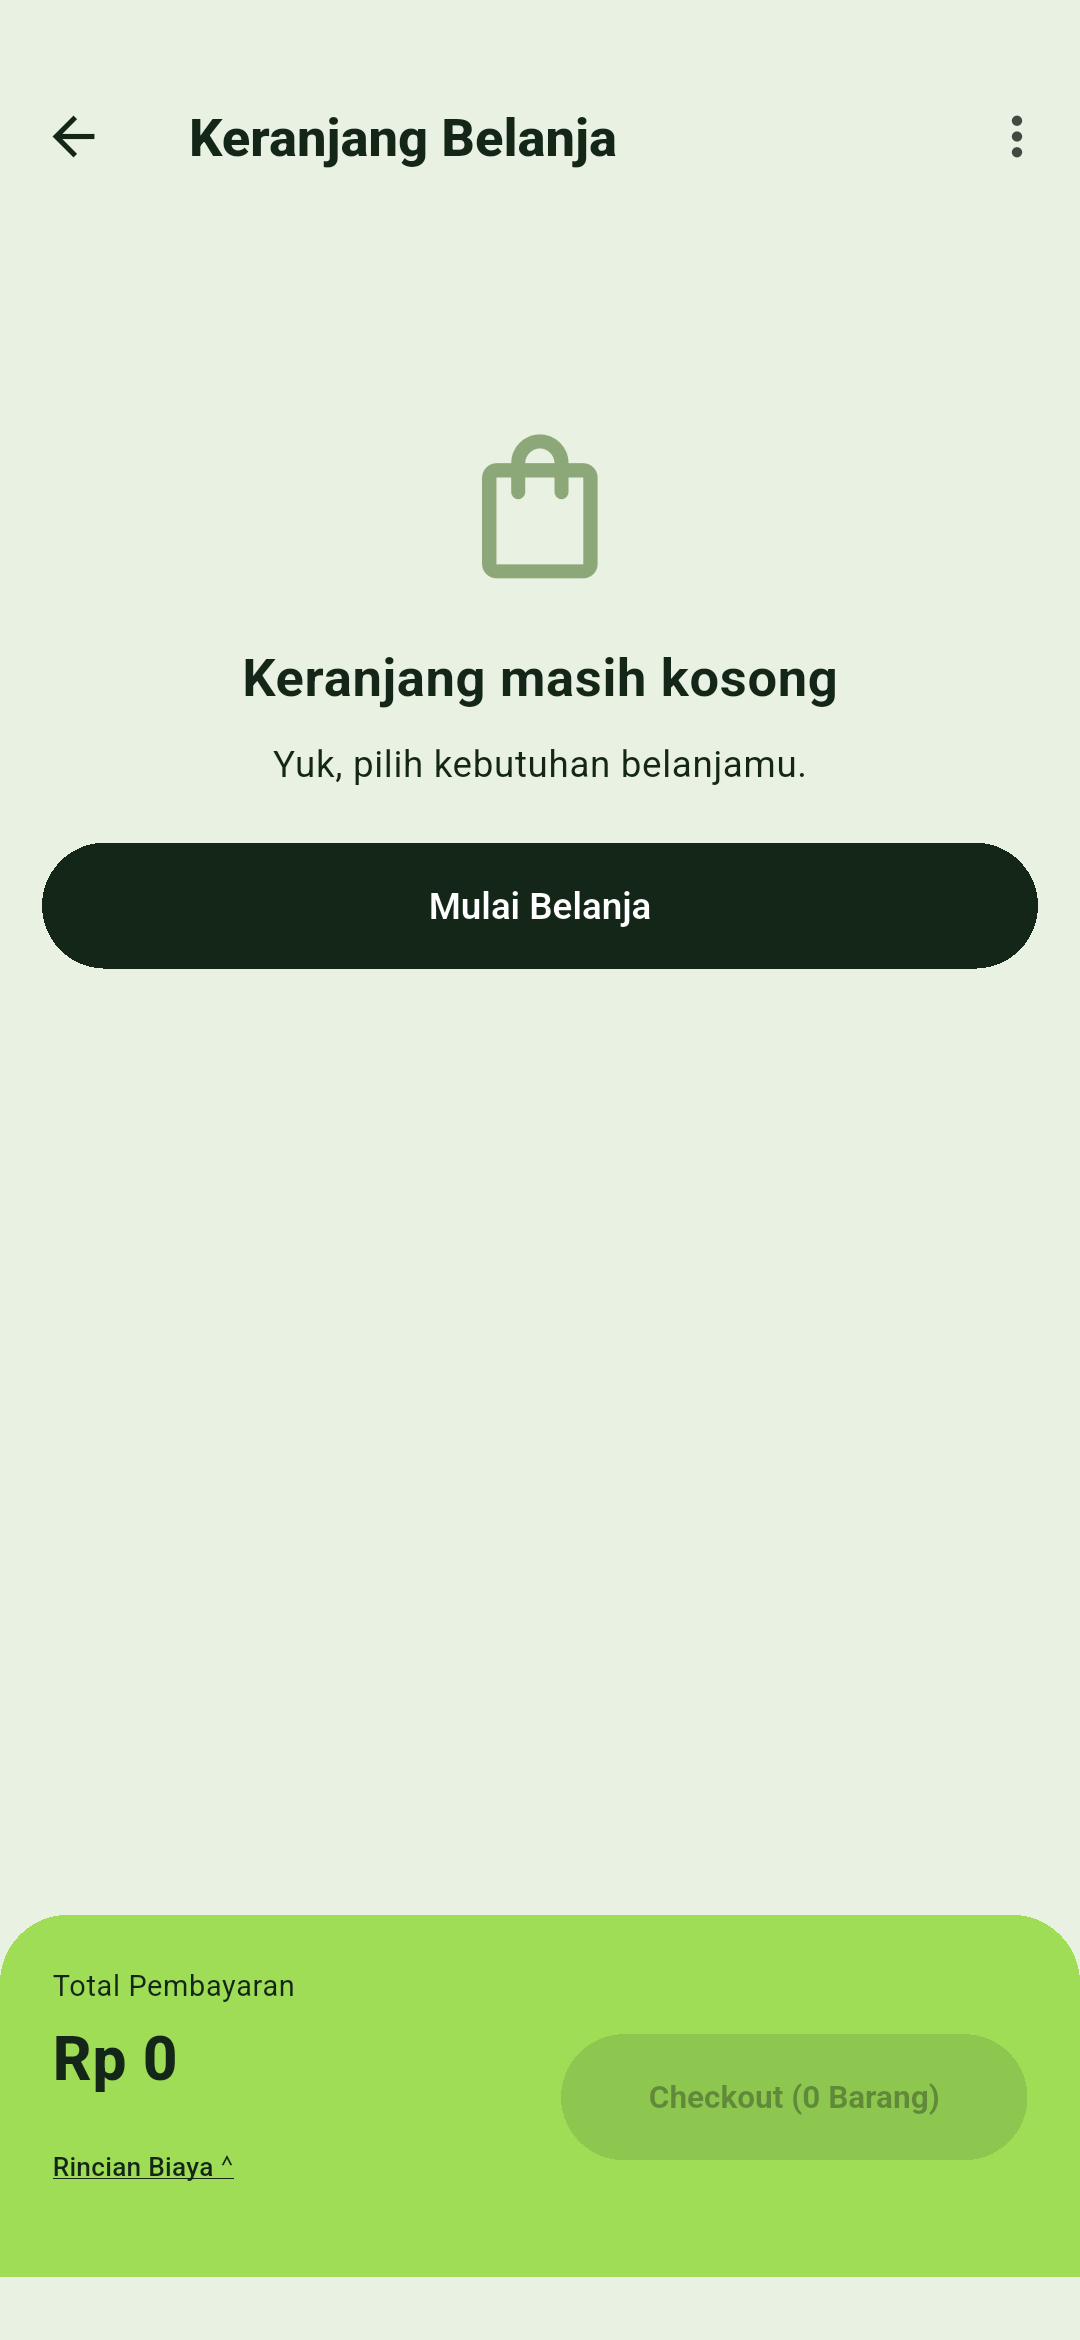 Keranjang Belanja
Keranjang masih kosong
Yuk, pilih kebutuhan belanjamu.
Mulai Belanja
Total Pembayaran
Rp 0
Checkout (0 Barang)
Rincian Biaya ^